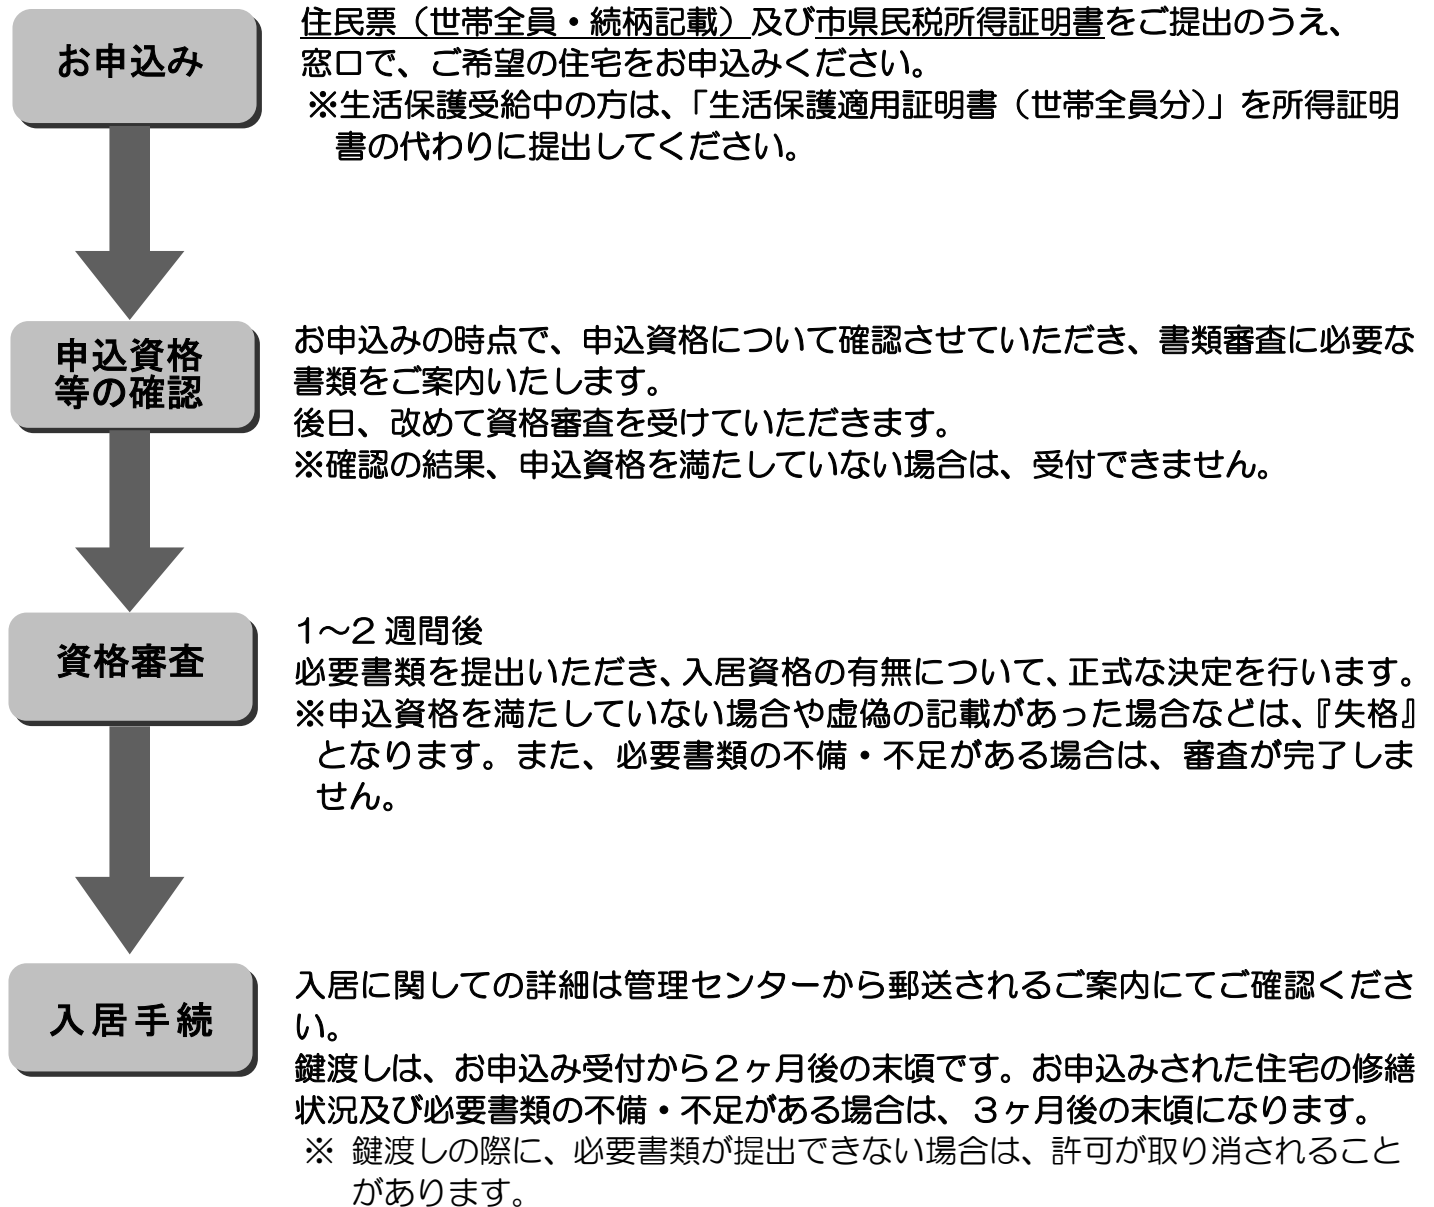 お申込み
住民票（世帯全員・続柄記載）及び市県民税所得証明書をご提出のうえ、
窓口で、ご希望の住宅をお申込みください。
※生活保護受給中の方は、「生活保護適用証明書（世帯全員分）」を所得証明
書の代わりに提出してください。
申込資格
等の確認
お申込みの時点で、申込資格について確認させていただき、書類審査に必要な
書類をご案内いたします。
後日、改めて資格審査を受けていただきます。
※確認の結果、申込資格を満たしていない場合は、受付できません。
資格審査
1～2 週間後
必要書類を提出いただき、入居資格の有無について、正式な決定を行います。
※申込資格を満たしていない場合や虚偽の記載があった場合などは、『失格』
となります。また、必要書類の不備・不足がある場合は、審査が完了しま
せん。
入居手続
入居に関しての詳細は管理センターから郵送されるご案内にてご確認くださ
い。
鍵渡しは、お申込み受付から２ヶ月後の末頃です。お申込みされた住宅の修繕
状況及び必要書類の不備・不足がある場合は、３ヶ月後の末頃になります。
※ 鍵渡しの際に、必要書類が提出できない場合は、許可が取り消されること
があります。